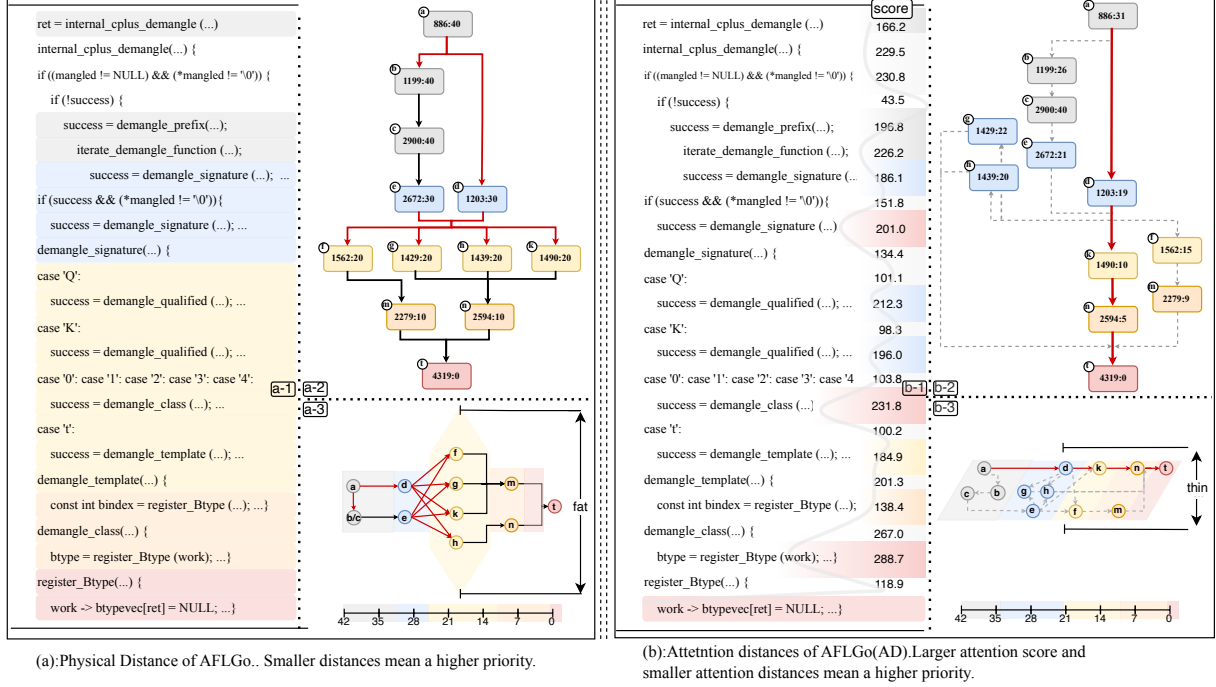 ret = internal_cplus_demangle (...)
internal_cplus_demangle(...) {
if ((mangled != NULL) && (*mangled != '\0')) {
if (!success) {
success = demangle_prefix(...);
iterate_demangle_function (...);
success = demangle_signature (...); ...
if (success && (*mangled != '\0')){
success = demangle_signature (...); ...
demangle_signature(...) {
case 'Q':
success = demangle_qualified (...); ...
case 'K':
success = demangle_qualified (...); ...
case '0': case '1': case '2': case '3': case '4':
success = demangle_class (...); ...
case 't':
success = demangle_template (...); ...
demangle_template(...) {
const int bindex = register_Btype (...); ...}
demangle_class(...) {
btype = register_Btype (work); ...}
register_Btype(...) {
work -> btypevec[ret] = NULL; ...}
a-1
a-2
a
886:40
b
1199:40
c
2900:40
e
2672:30
d
1203:30
f
1562:20
g
1429:20
h
1439:20
k
1490:20
m
2279:10
n
2594:10
t
4319:0
a-3
a
b/c
d
e
f
g
k
h
m
n
t
fat
42 35 28 21 14 7 0
(a):Physical Distance of AFLGo.. Smaller distances mean a higher priority.
score
ret = internal_cplus_demangle (...) 166.2
internal_cplus_demangle(...) { 229.5
if ((mangled != NULL) && (*mangled != '\0')) { 230.8
if (!success) { 43.5
success = demangle_prefix(...); 196.8
iterate_demangle_function (...); 226.2
success = demangle_signature (... 186.1
if (success && (*mangled != '\0')){ 151.8
success = demangle_signature (...) 201.0
demangle_signature(...) { 134.4
case 'Q': 101.1
success = demangle_qualified (...); ... 212.3
case 'K': 98.3
success = demangle_qualified (...); ... 196.0
case '0': case '1': case '2': case '3': case '4 103.8
success = demangle_class (...) 231.8
case 't': 100.2
success = demangle_template (...); ... 184.9
demangle_template(...) { 201.3
const int bindex = register_Btype (...); 138.4
demangle_class(...) { 267.0
btype = register_Btype (work); ...} 288.7
register_Btype(...) { 118.9
work -> btypevec[ret] = NULL; ...}
b-1
b-2
a
886:31
b
1199:26
c
2900:40
g
1429:22
e
2672:21
h
1439:20
d
1203:19
f
1562:15
k
1490:10
m
2279:9
n
2594:5
t
4319:0
b-3
a
d
k
n
t
c
b
g
h
e
f
m
thin
42 35 28 21 14 7 0
(b):Attetntion distances of AFLGo(AD).Larger attention score and
smaller attention distances mean a higher priority.